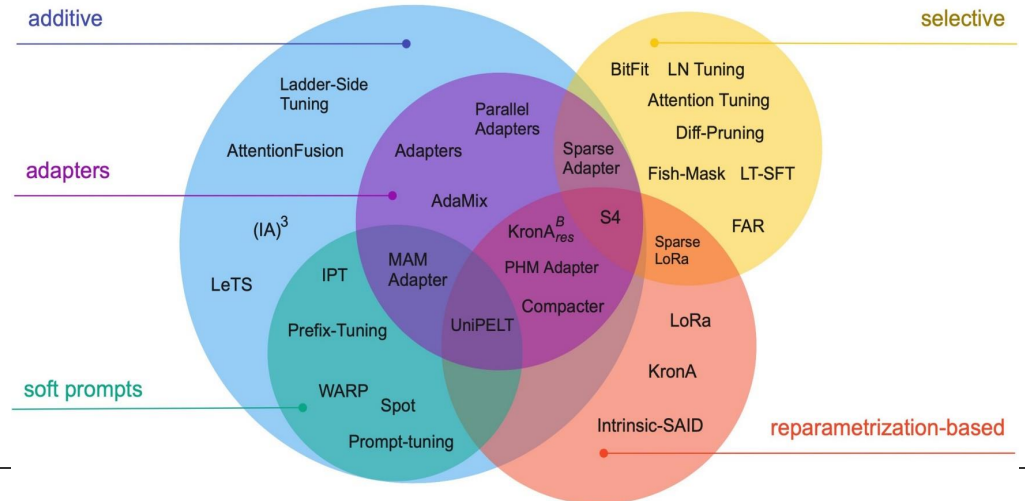 additive
selective
BitFit LN Tuning
Ladder-Side
Tuning
Attention Tuning
Parallel
Adapters
Diff-Pruning
AttentionFusion
Adapters
Sparse
Adapter
adapters
Fish-Mask LT-SFT
AdaMix
S4
(IA)³
KronA^B_res
FAR
Sparse
LoRa
MAM
Adapter
IPT
PHM Adapter
LeTS
Compacter
Prefix-Tuning
UniPELT
LoRa
KronA
soft prompts
WARP
Spot
Intrinsic-SAID
reparametrization-based
Prompt-tuning